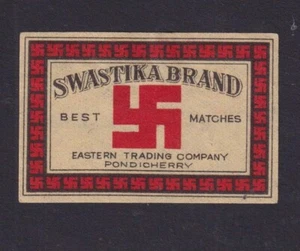 SWASTIKA BRAND
BEST MATCHES
EASTERN TRADING COMPANY
PONDICHERRY